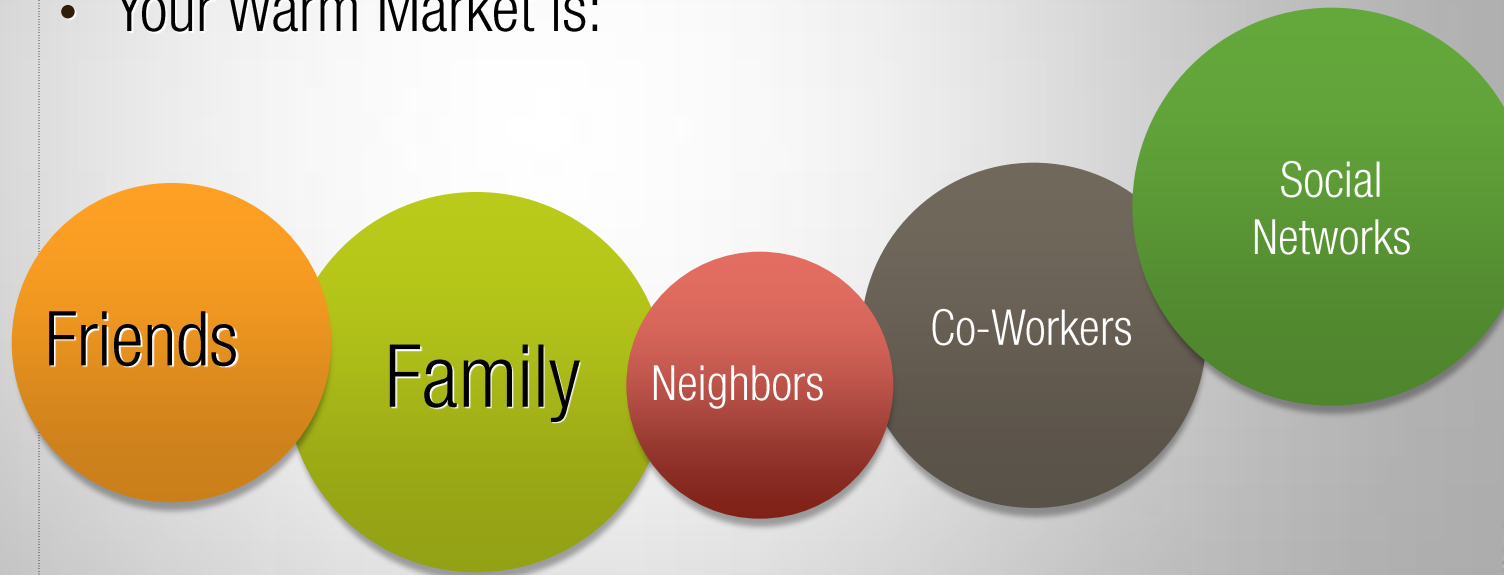 • Your Warm Market is:
Friends
Family
Neighbors
Co-Workers
Social
Networks